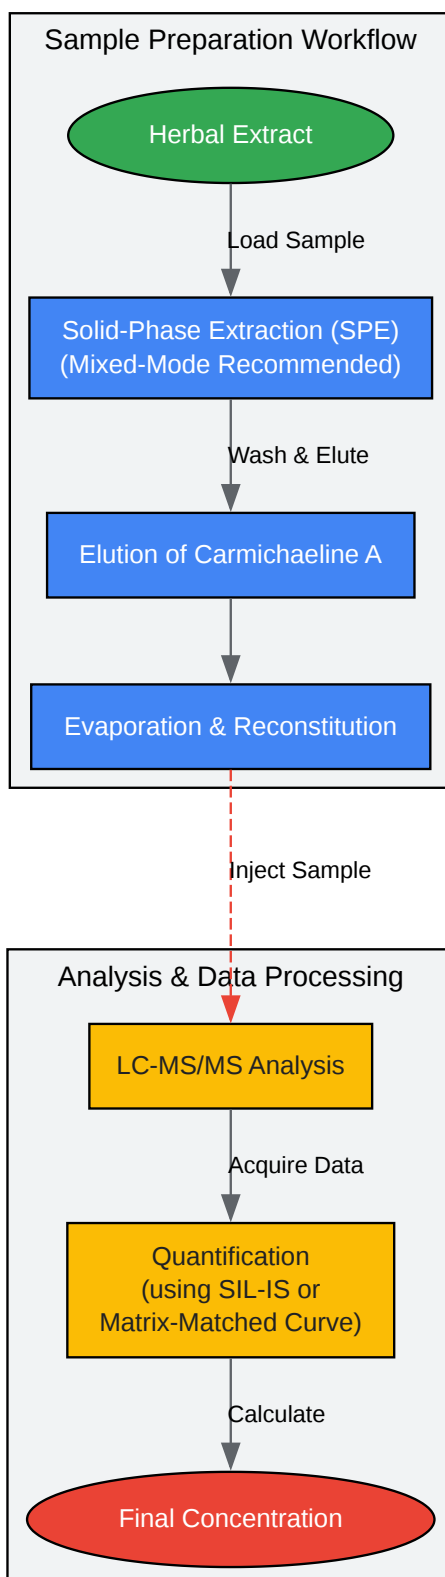 Sample Preparation Workflow
Herbal Extract
Load Sample
Solid-Phase Extraction (SPE)
(Mixed-Mode Recommended)
Wash & Elute
Elution of Carmichaeline A
Evaporation & Reconstitution
Inject Sample
Analysis & Data Processing
LC-MS/MS Analysis
Acquire Data
Quantification
(using SIL-IS or
Matrix-Matched Curve)
Calculate
Final Concentration